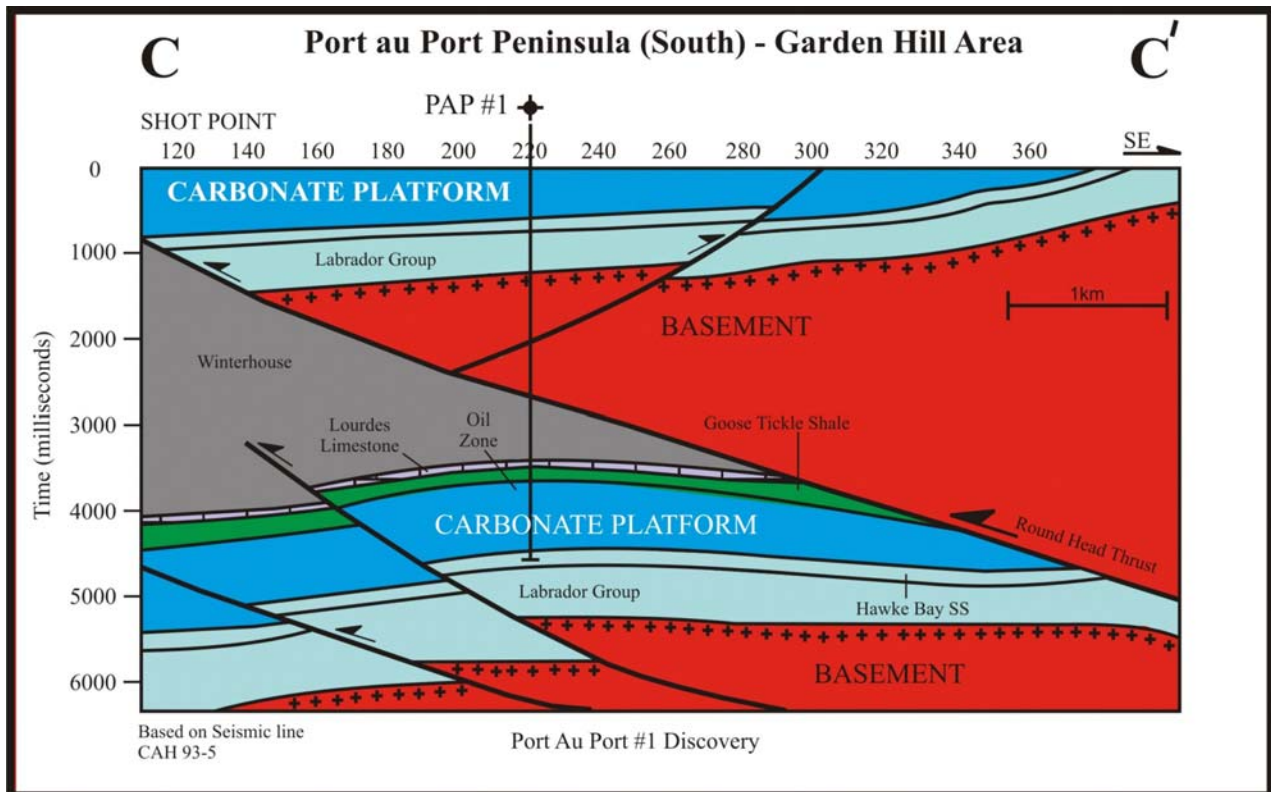 Port au Port Peninsula (South) - Garden Hill Area
C
C'
PAP #1
SHOT POINT
120 140 160 180 200 220 240 260 280 300 320 340 360
SE
0
CARBONATE PLATFORM
1000
Labrador Group
1km
2000
BASEMENT
Winterhouse
3000
Lourdes
Limestone
Oil
Zone
Goose Tickle Shale
4000
CARBONATE PLATFORM
Round Head Thrust
5000
Labrador Group
Hawke Bay SS
6000
BASEMENT
Time (milliseconds)
Based on Seismic line
CAH 93-5
Port Au Port #1 Discovery